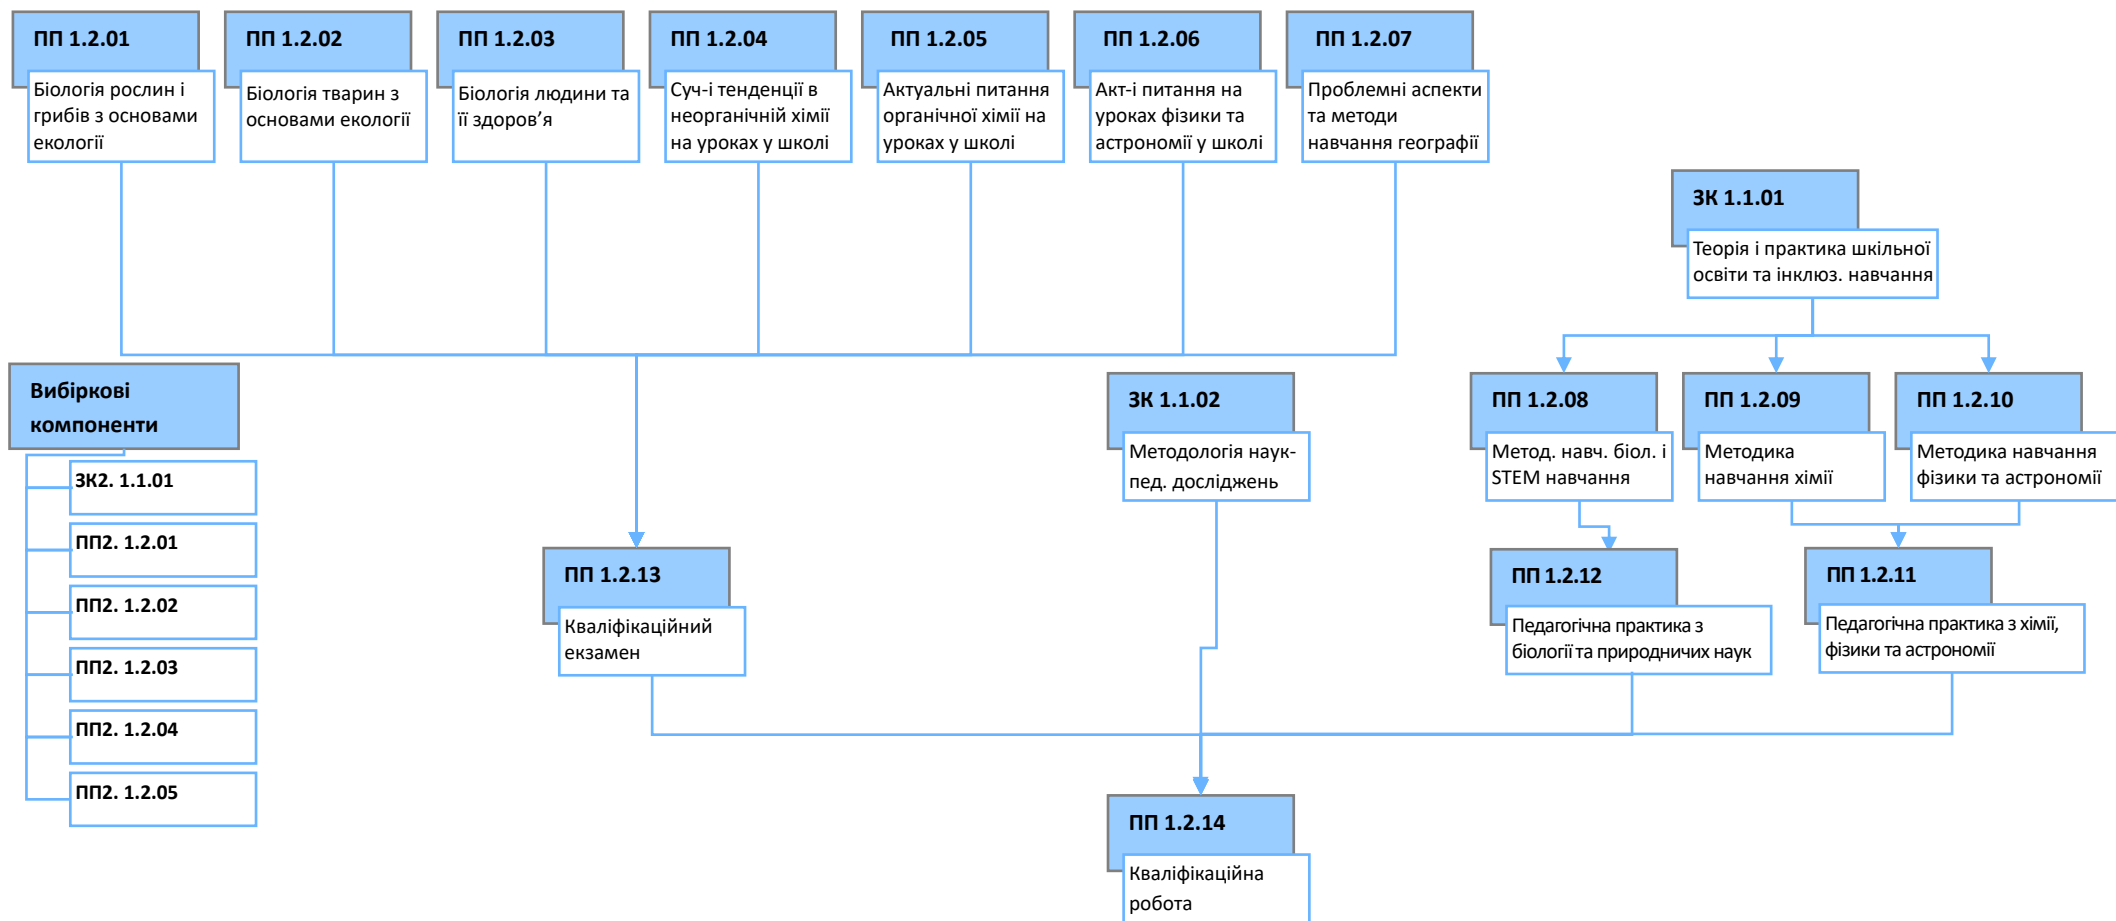 ПП 1.2.01
Біологія рослин і
грибів з основами
екології
ПП 1.2.02
Біологія тварин з
основами екології
ПП 1.2.03
Біологія людини та
її здоров’я
ПП 1.2.04
Суч-і тенденції в
неорганічній хімії
на уроках у школі
ПП 1.2.05
Актуальні питання
органічної хімії на
уроках у школі
ПП 1.2.06
Акт-і питання на
уроках фізики та
астрономії у школі
ПП 1.2.07
Проблемні аспекти
та методи
навчання географії
ЗК 1.1.01
Теорія і практика шкільної
освіти та інклюз. навчання
Вибіркові
компоненти
ЗК2. 1.1.01
ПП2. 1.2.01
ПП2. 1.2.02
ПП2. 1.2.03
ПП2. 1.2.04
ПП2. 1.2.05
ЗК 1.1.02
Методологія наук-
пед. досліджень
ПП 1.2.08
Метод. навч. біол. і
STEM навчання
ПП 1.2.09
Методика
навчання хімії
ПП 1.2.10
Методика навчання
фізики та астрономії
ПП 1.2.13
Кваліфікаційний
екзамен
ПП 1.2.12
Педагогічна практика з
біології та природничих наук
ПП 1.2.11
Педагогічна практика з хімії,
фізики та астрономії
ПП 1.2.14
Кваліфікаційна
робота